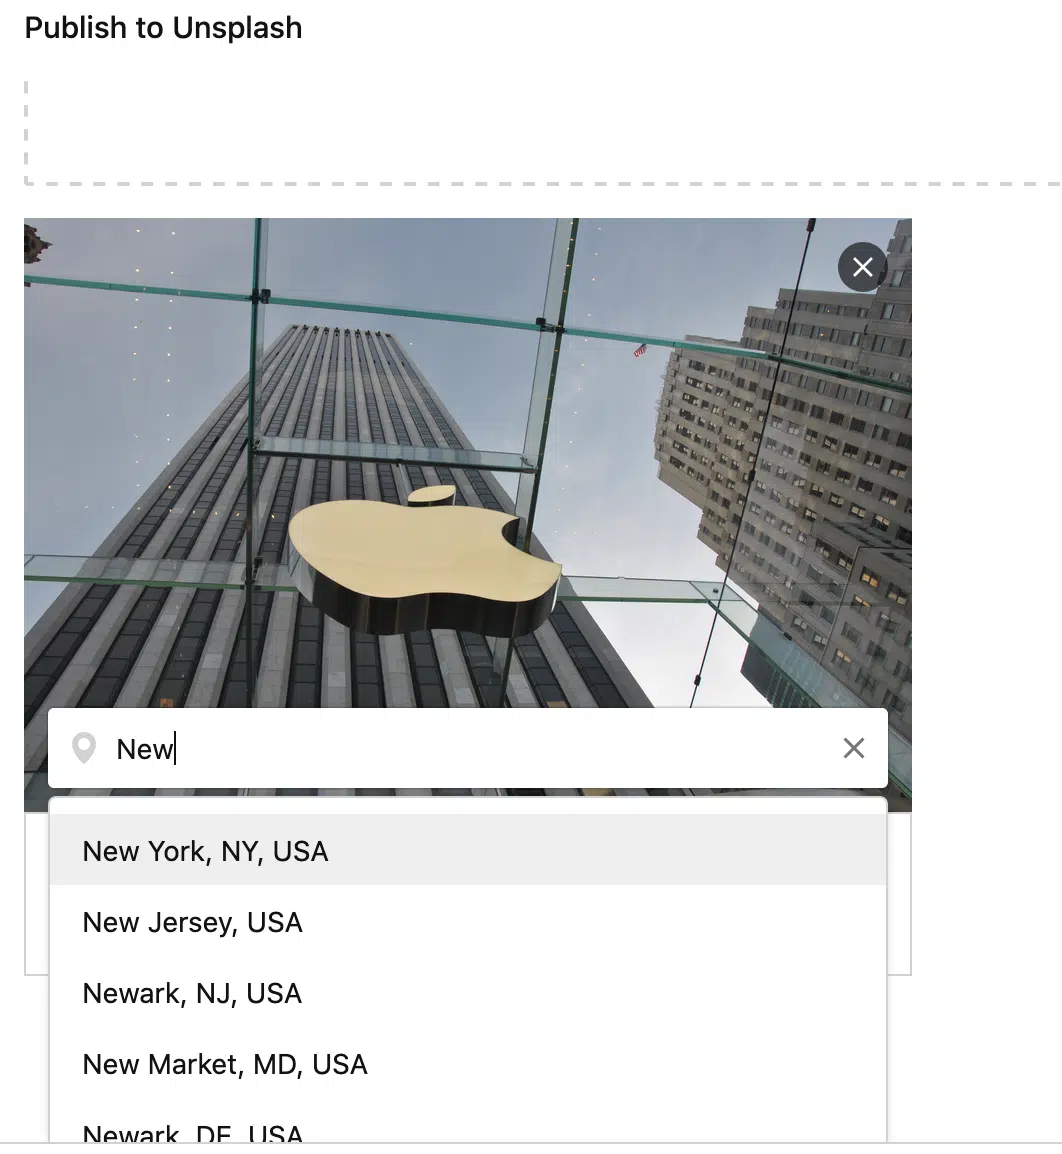 Publish to Unsplash
New
New York, NY, USA
New Jersey, USA
Newark, NJ, USA
New Market, MD, USA
Newark, DE, USA